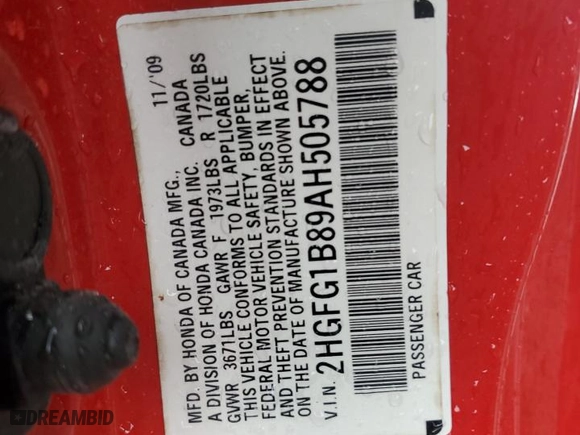 11/'09
MFD. BY HONDA OF CANADA MFG.,
A DIVISION OF HONDA CANADA INC. CANADA
GVWR 3671LBS GAWR F 1973LBS R 1720LBS
THIS VEHICLE CONFORMS TO ALL APPLICABLE
FEDERAL MOTOR VEHICLE SAFETY, BUMPER,
AND THEFT PREVENTION STANDARDS IN EFFECT
ON THE DATE OF MANUFACTURE SHOWN ABOVE.
V.I.N. 2HGFG1B89AH505788
PASSENGER CAR
DREAMBID